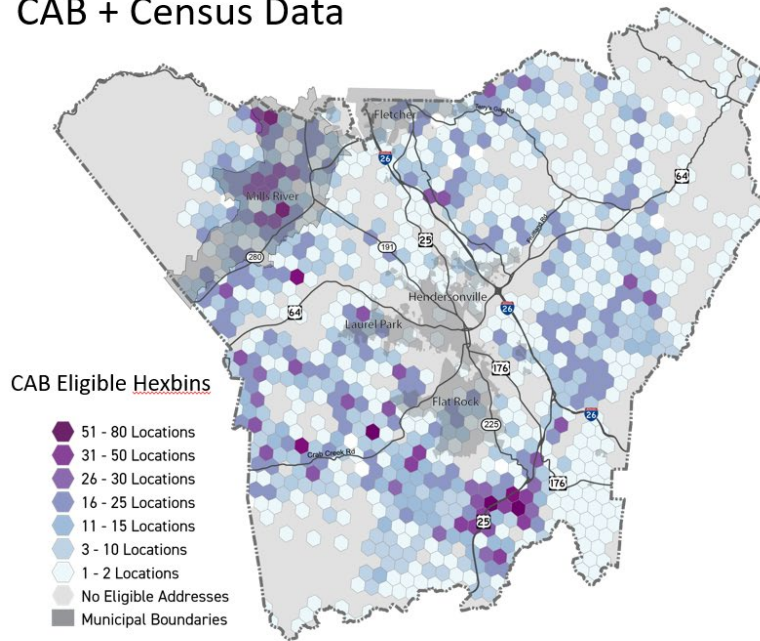 CAB + Census Data
Fletcher
26
64
Mills River
25
191
280
Hendersonville
26
64
Laurel Park
176
CAB Eligible Hexbins
Flat Rock
26
225
51 - 80 Locations
31 - 50 Locations
Crab Creek Rd
26 - 30 Locations
176
16 - 25 Locations
25
11 - 15 Locations
3 - 10 Locations
1 - 2 Locations
No Eligible Addresses
Municipal Boundaries